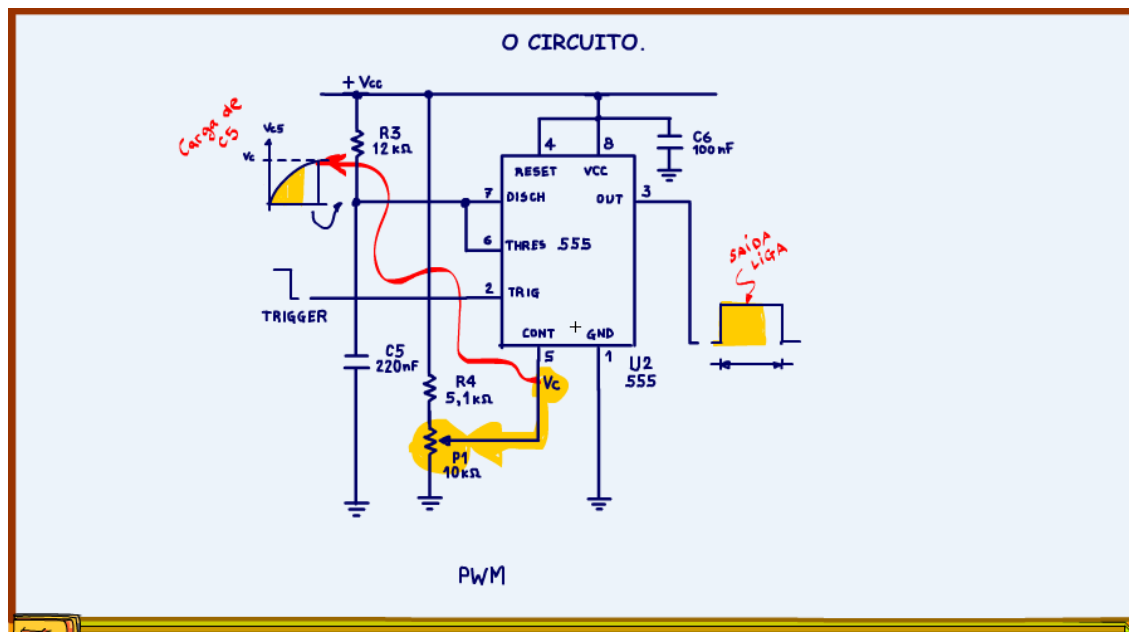 O CIRCUITO.
+ Vcc
Carga de
C5
Vc5
Vc
R3
12kΩ
4
8
C6
100nF
RESET
VCC
7
DISCH
OUT
3
6
THRES
555
SAÍDA
LIGA
2
TRIG
TRIGGER
CONT
GND
5
1
C5
220nF
U2
555
R4
5,1kΩ
Vc
P1
10kΩ
PWM